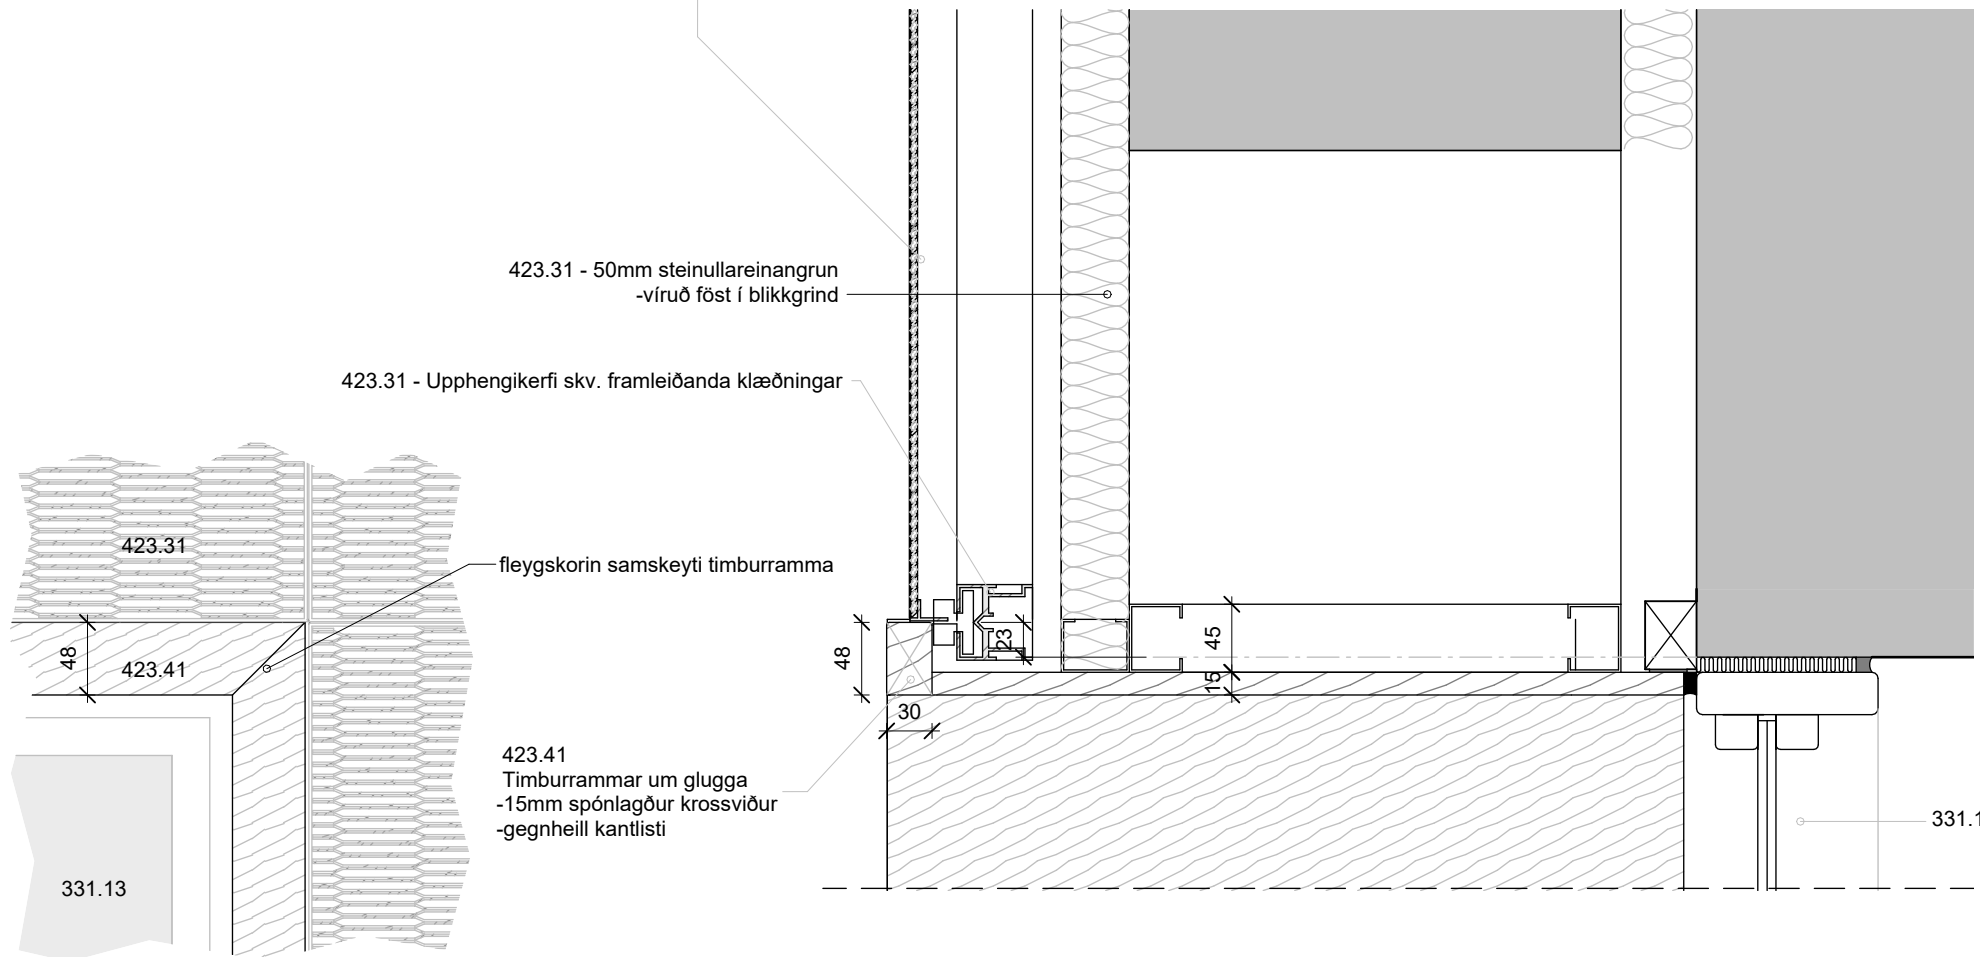 423.31 - 50mm steinullareinangrun
-víruð föst í blikkgrind
423.31 - Upphengikerfi skv. framleiðanda klæðningar
423.31
fleygskorin samskeyti timburramma
48
423.41
331.13
423.41
Timburrammar um glugga
-15mm spónlagður krossviður
-gegnheill kantlisti
48
30
23
45
15
331.1